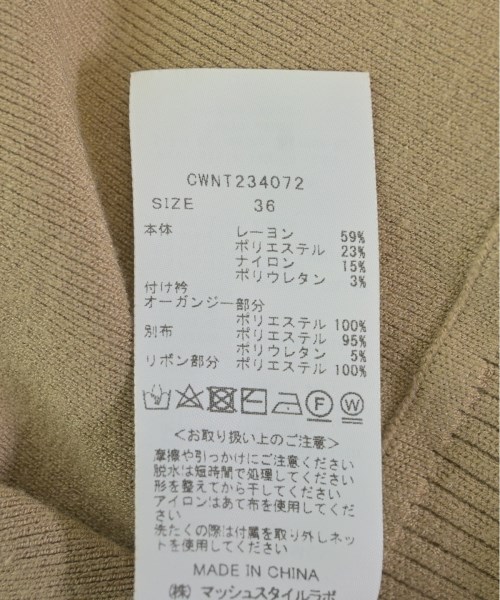 CWNT234072
SIZE 36
本体 レーヨン 59%
ポリエステル 23%
ナイロン 15%
ポリウレタン 3%
付け衿
オーガンジー部分
ポリエステル 100%
別布 ポリエステル 95%
ポリウレタン 5%
リボン部分 ポリエステル 100%
F W
<お取り扱い上のご注意>
摩擦や引っかけにご注意ください
脱水は短時間で処理してください
形を整えてから干してください
アイロンはあて布を使用してくだ
さい
洗たくの際は付属を取り外しネッ
トを使用してください
MADE IN CHINA
(株) マッシュスタイルラボ